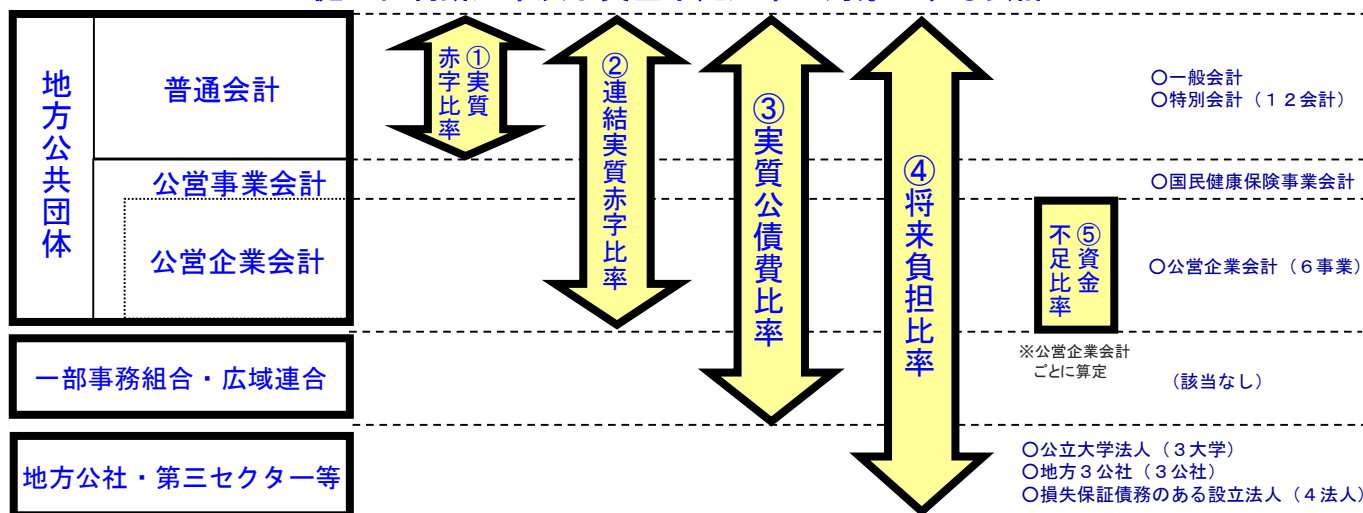 地方公共団体
普通会計
公営事業会計
公営企業会計
一部事務組合・広域連合
地方公社・第三セクター等
①実質
赤字比率
②連結実質赤字比率
③実質公債費比率
④将来負担比率
⑤資金
不足比率
※公営企業会計
ごとに算定
○一般会計
○特別会計（１２会計）
○国民健康保険事業会計
○公営企業会計（６事業）
（該当なし）
○公立大学法人（３大学）
○地方３公社（３公社）
○損失保証債務のある設立法人（４法人）